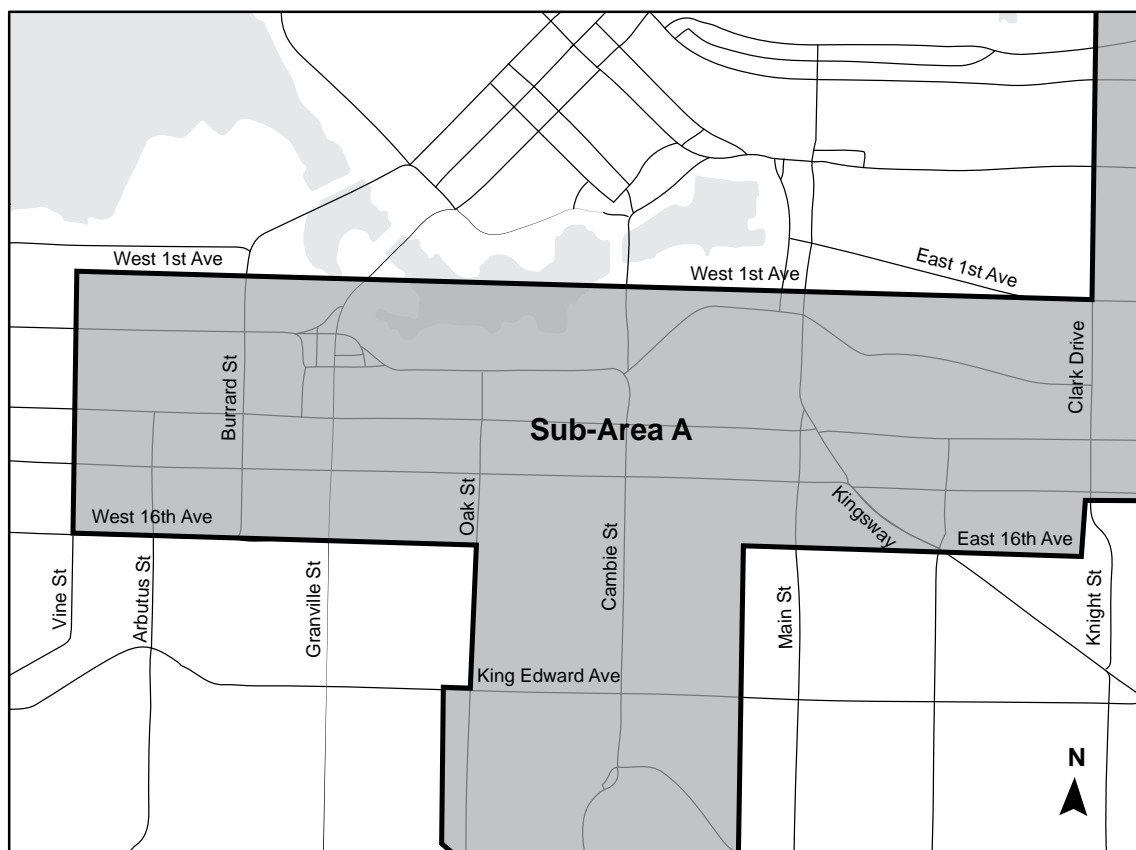 West 1st Ave
West 1st Ave
East 1st Ave
Burrard St
Clark Drive
Sub-Area A
Oak St
Kingsway
West 16th Ave
East 16th Ave
Vine St
Arbutus St
Granville St
Cambie St
Main St
Knight St
King Edward Ave
N